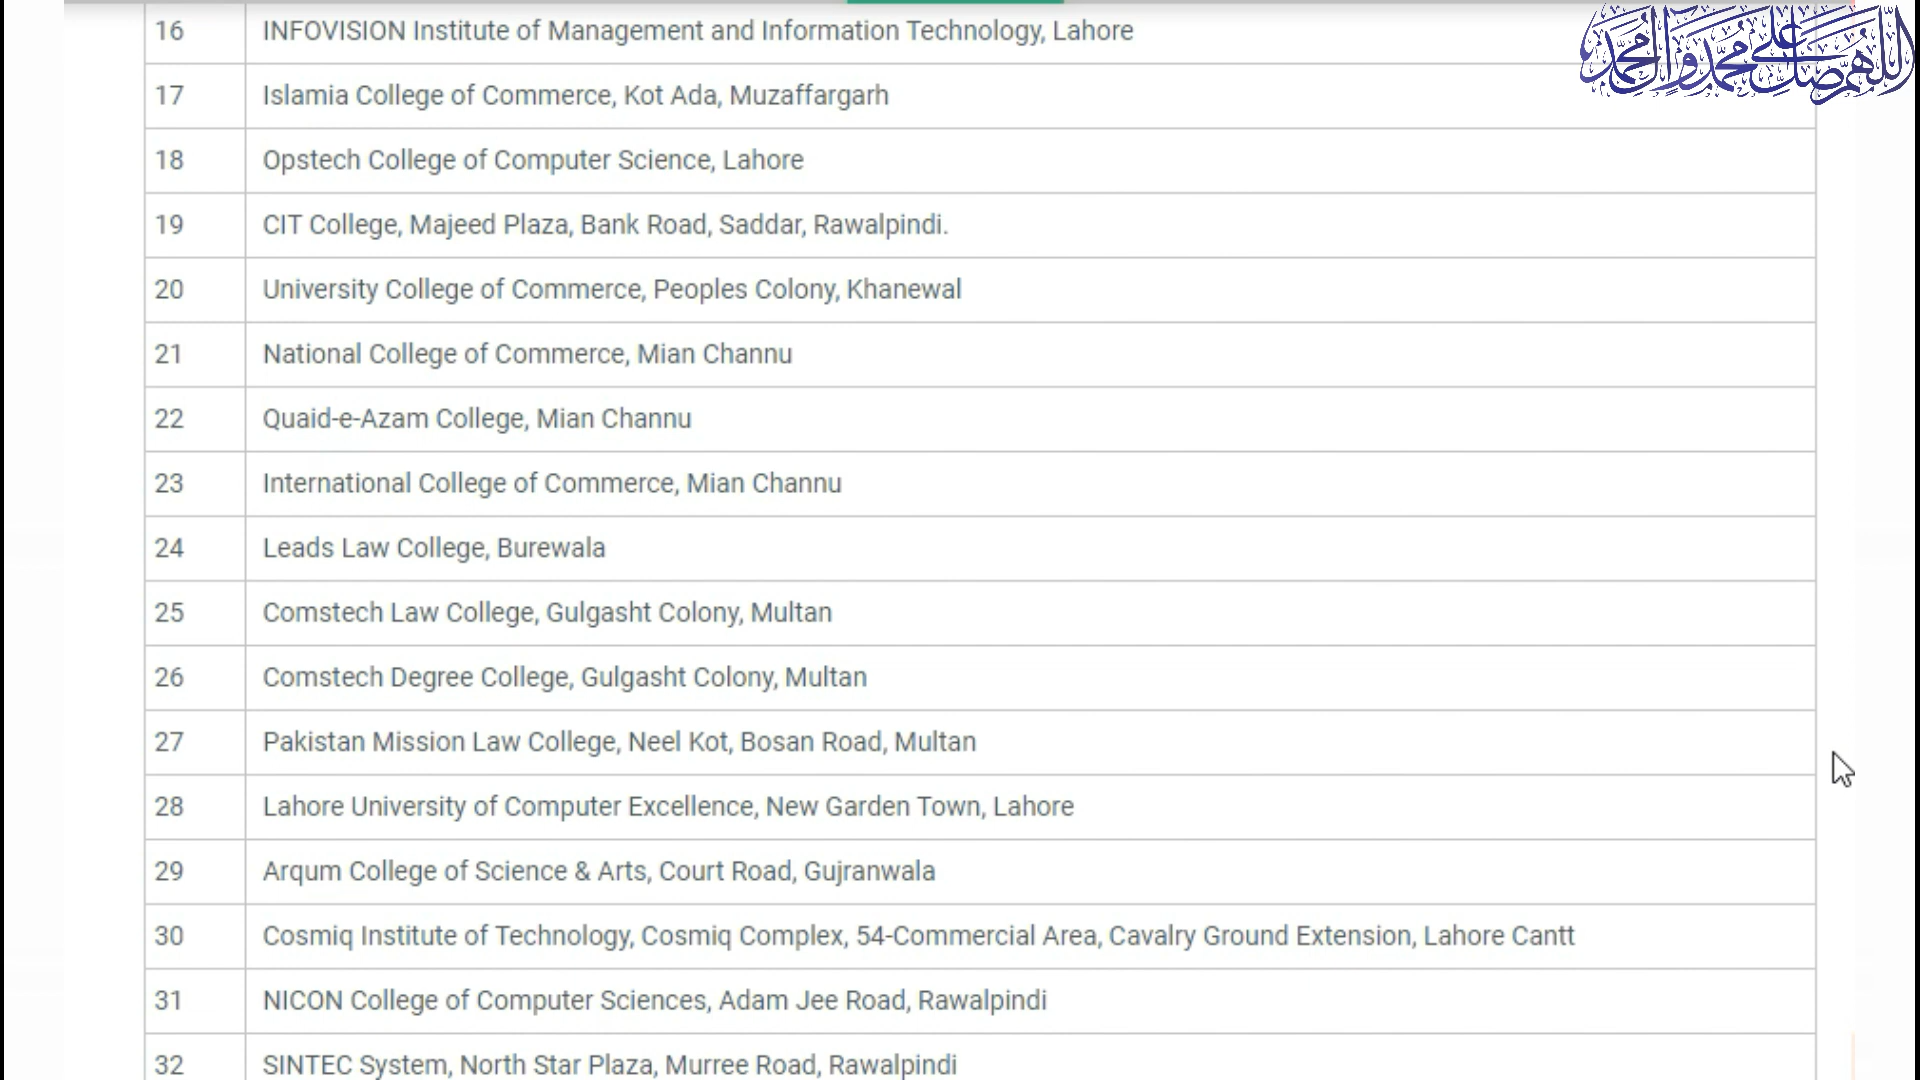 اللهم صل على محمد وآل محمد
16 INFOVISION Institute of Management and Information Technology, Lahore
17 Islamia College of Commerce, Kot Ada, Muzaffargarh
18 Opstech College of Computer Science, Lahore
19 CIT College, Majeed Plaza, Bank Road, Saddar, Rawalpindi.
20 University College of Commerce, Peoples Colony, Khanewal
21 National College of Commerce, Mian Channu
22 Quaid-e-Azam College, Mian Channu
23 International College of Commerce, Mian Channu
24 Leads Law College, Burewala
25 Comstech Law College, Gulgasht Colony, Multan
26 Comstech Degree College, Gulgasht Colony, Multan
27 Pakistan Mission Law College, Neel Kot, Bosan Road, Multan
28 Lahore University of Computer Excellence, New Garden Town, Lahore
29 Arqum College of Science & Arts, Court Road, Gujranwala
30 Cosmiq Institute of Technology, Cosmiq Complex, 54-Commercial Area, Cavalry Ground Extension, Lahore Cantt
31 NICON College of Computer Sciences, Adam Jee Road, Rawalpindi
32 SINTEC System, North Star Plaza, Murree Road, Rawalpindi